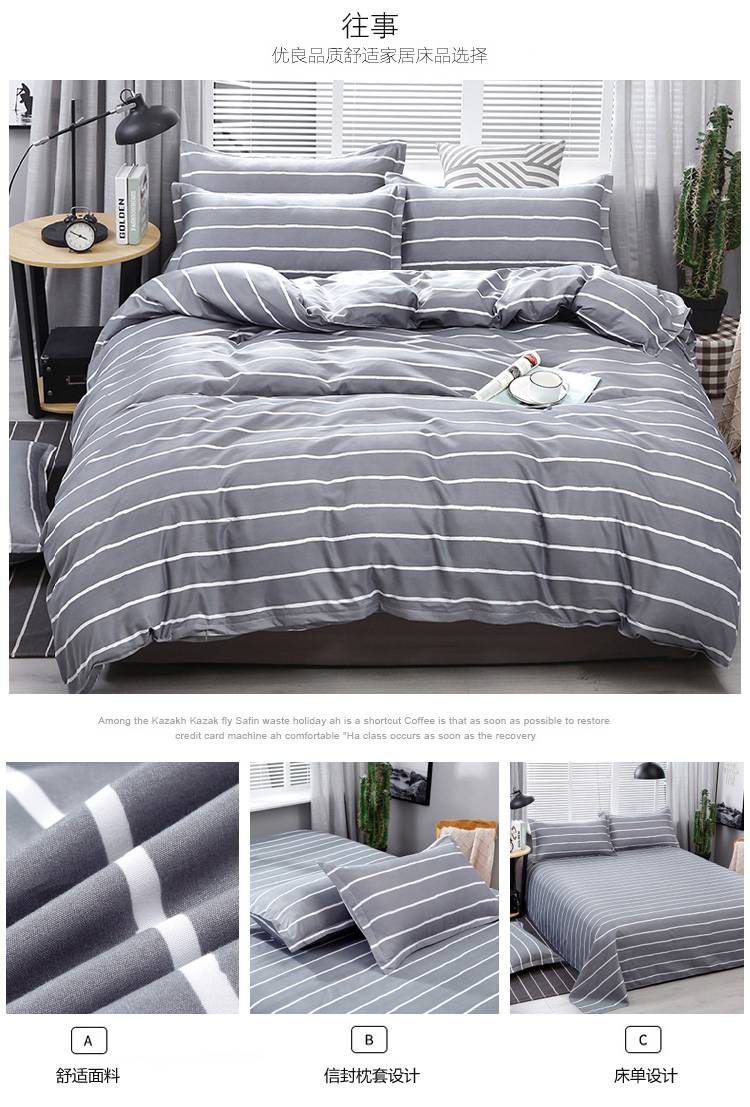 往事
优良品质舒适家居床品选择
GOLDEN
Among the Kazakh Kazak fly Safin waste holiday ah is a shortcut Coffee is that as soon as possible to restore
credit card machine ah comfortable "Ha class occurs as soon as the recovery
A
B
C
舒适面料
信封枕套设计
床单设计